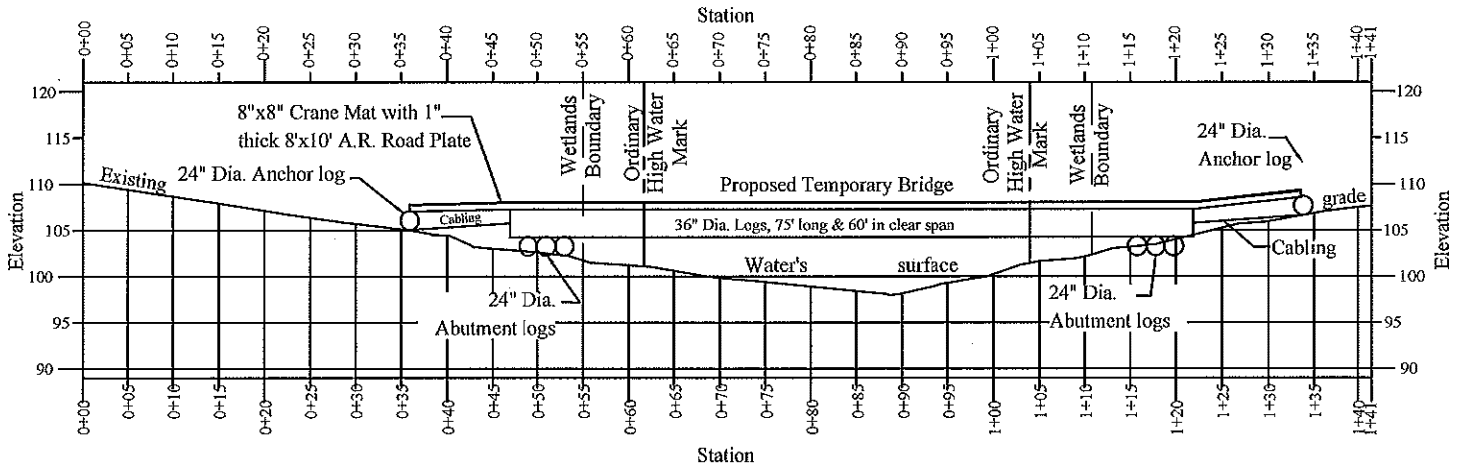 Station
0+00 0+05 0+10 0+15 0+20 0+25 0+30 0+35 0+40 0+45 0+50 0+55 0+60 0+65 0+70 0+75 0+80 0+85 0+90 0+95 1+00 1+05 1+10 1+15 1+20 1+25 1+30 1+35 1+40 1+41
120
115
110
105
100
95
90
Elevation
8"x8" Crane Mat with 1"
thick 8'x10' A.R. Road Plate
24" Dia. Anchor log
Existing
Cabling
Wetlands
Boundary
Ordinary
High Water
Mark
Proposed Temporary Bridge
36" Dia. Logs, 75' long & 60' in clear span
Water's surface
24" Dia.
Abutment logs
Ordinary
High Water
Mark
Wetlands
Boundary
24" Dia.
Anchor log
grade
Cabling
24" Dia.
Abutment logs
120
115
110
105
100
95
90
Elevation
0+00 0+05 0+10 0+15 0+20 0+25 0+30 0+35 0+40 0+45 0+50 0+55 0+60 0+65 0+70 0+75 0+80 0+85 0+90 0+95 1+00 1+05 1+10 1+15 1+20 1+25 1+30 1+35 1+40 1+41
Station